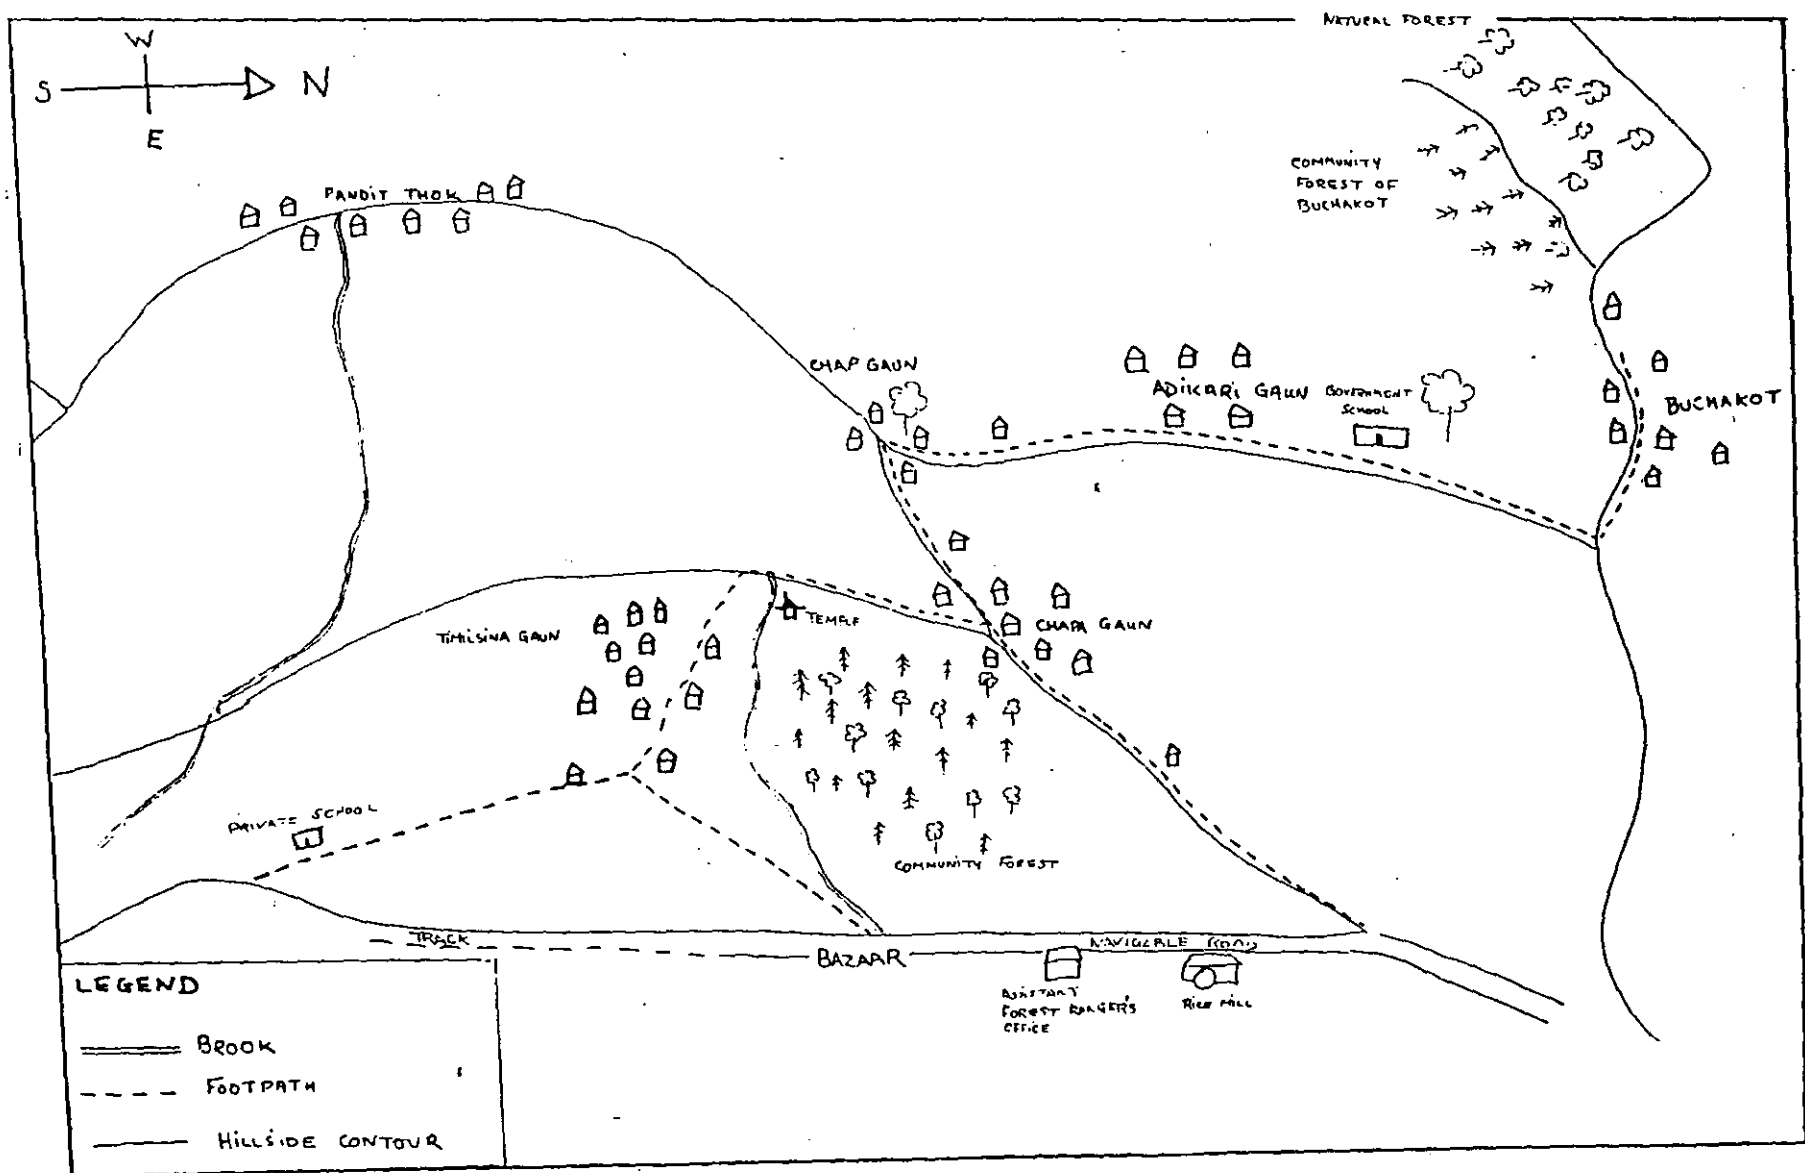 NATURAL FOREST
W
S
N
E
PANDIT THOK
COMMUNITY
FOREST OF
BUCHAKOT
CHAP GAUN
ADIKARI GAUN
GOVERNMENT
SCHOOL
BUCHAKOT
TIMILSINA GAUN
TEMPLE
CHAPA GAUN
PRIVATE SCHOOL
COMMUNITY FOREST
TRACK
BAZAAR
NAVIGABLE ROAD
ASSISTANT
FOREST RANGER'S
OFFICE
RICE MILL
LEGEND
BROOK
FOOTPATH
HILLSIDE CONTOUR